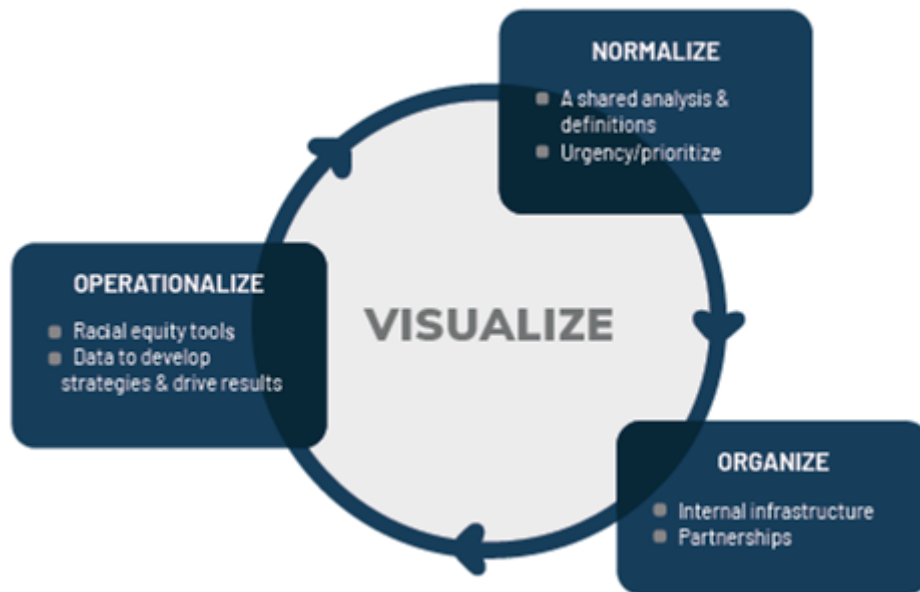 NORMALIZE
A shared analysis &
definitions
Urgency/prioritize
OPERATIONALIZE
Racial equity tools
Data to develop
strategies & drive results
VISUALIZE
ORGANIZE
Internal infrastructure
Partnerships